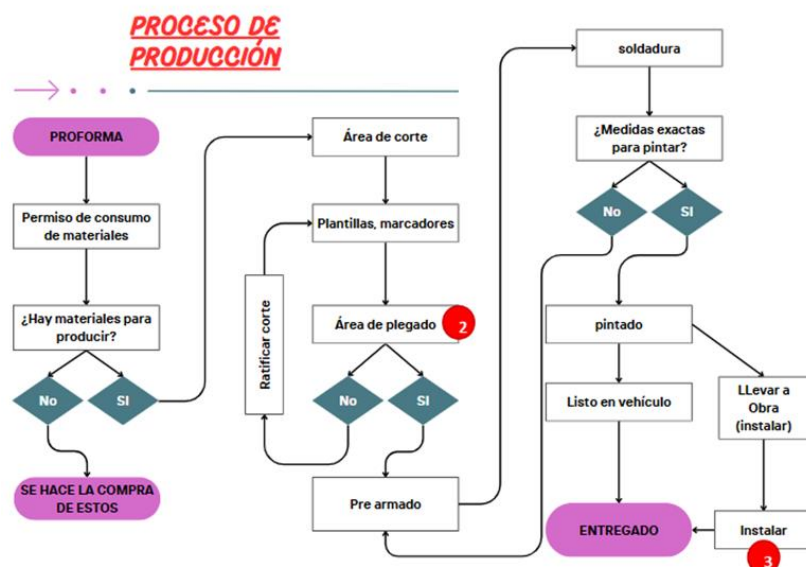 PROCESO DE
PRODUCCIÓN
PROFORMA
Permiso de consumo
de materiales
¿Hay materiales para
producir?
No
SI
SE HACE LA COMPRA
DE ESTOS
Área de corte
Plantillas, marcadores
Ratificar corte
Área de plegado
2
No
SI
Pre armado
soldadura
¿Medidas exactas
para pintar?
No
SI
pintado
Listo en vehículo
LLevar a
Obra
(instalar)
ENTREGADO
Instalar
3